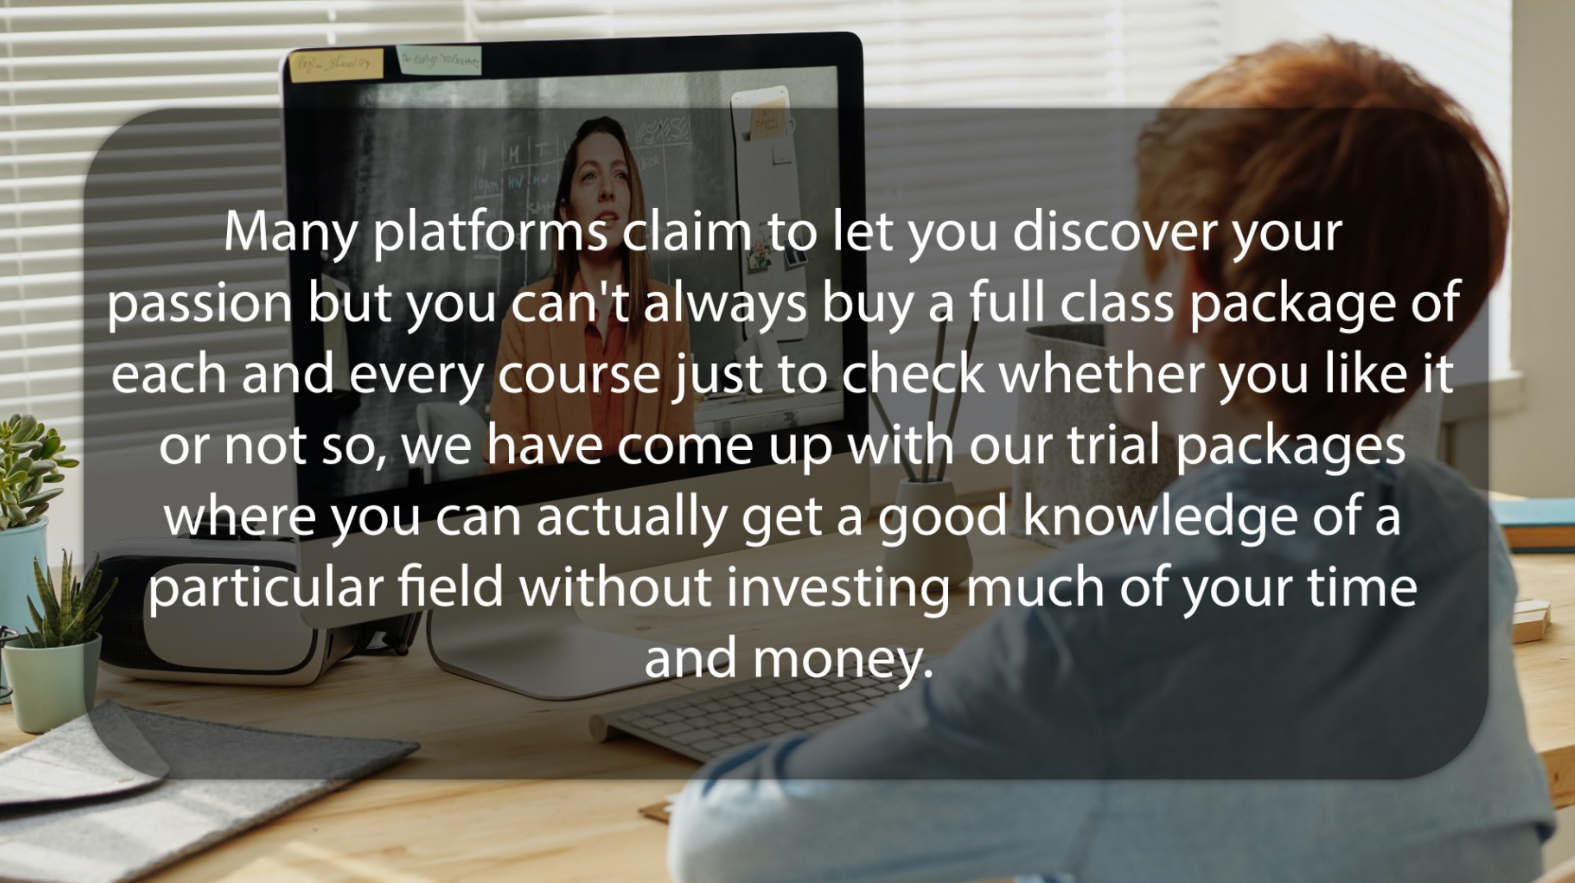 Many platforms claim to let you discover your
passion but you can't always buy a full class package of
each and every course just to check whether you like it
or not so, we have come up with our trial packages
where you can actually get a good knowledge of a
particular field without investing much of your time
and money.